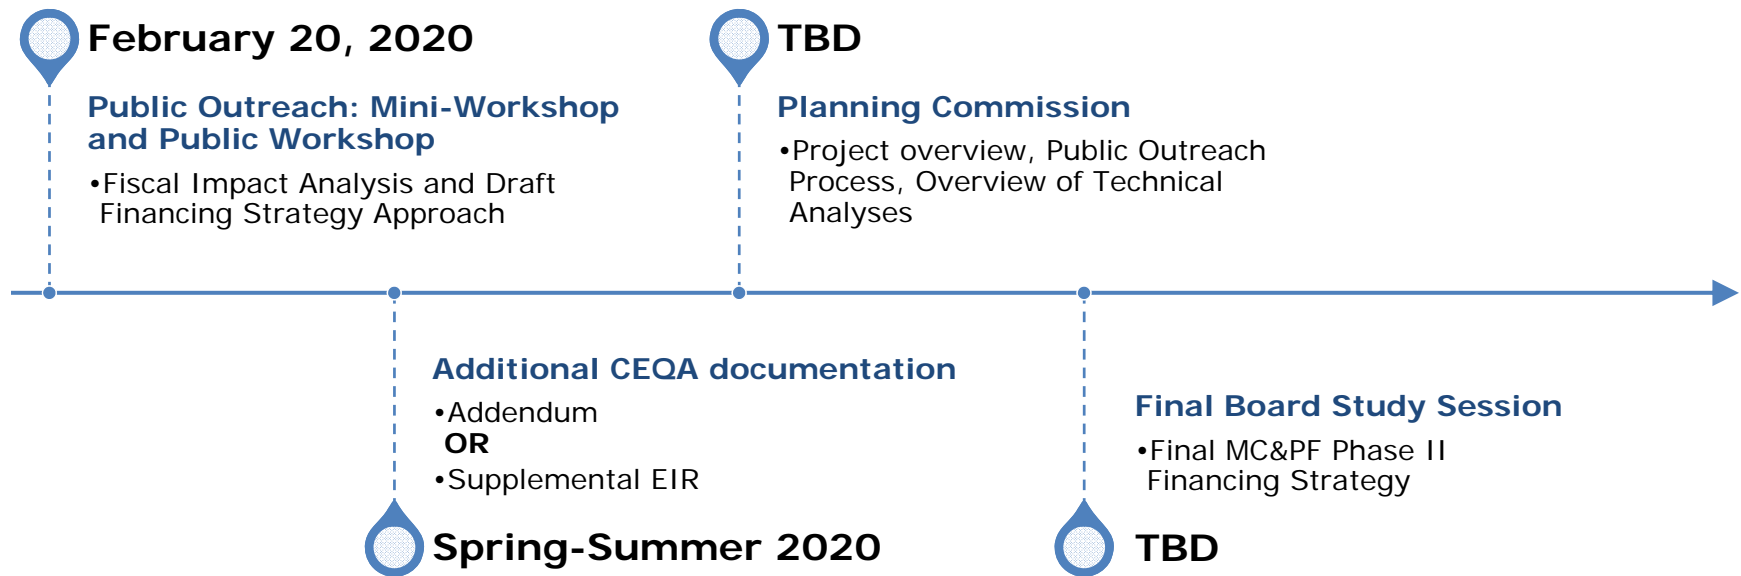 February 20, 2020
Public Outreach: Mini-Workshop
and Public Workshop
•Fiscal Impact Analysis and Draft
Financing Strategy Approach
TBD
Planning Commission
•Project overview, Public Outreach
Process, Overview of Technical
Analyses
Additional CEQA documentation
•Addendum
OR
•Supplemental EIR
Spring-Summer 2020
Final Board Study Session
•Final MC&PF Phase II
Financing Strategy
TBD